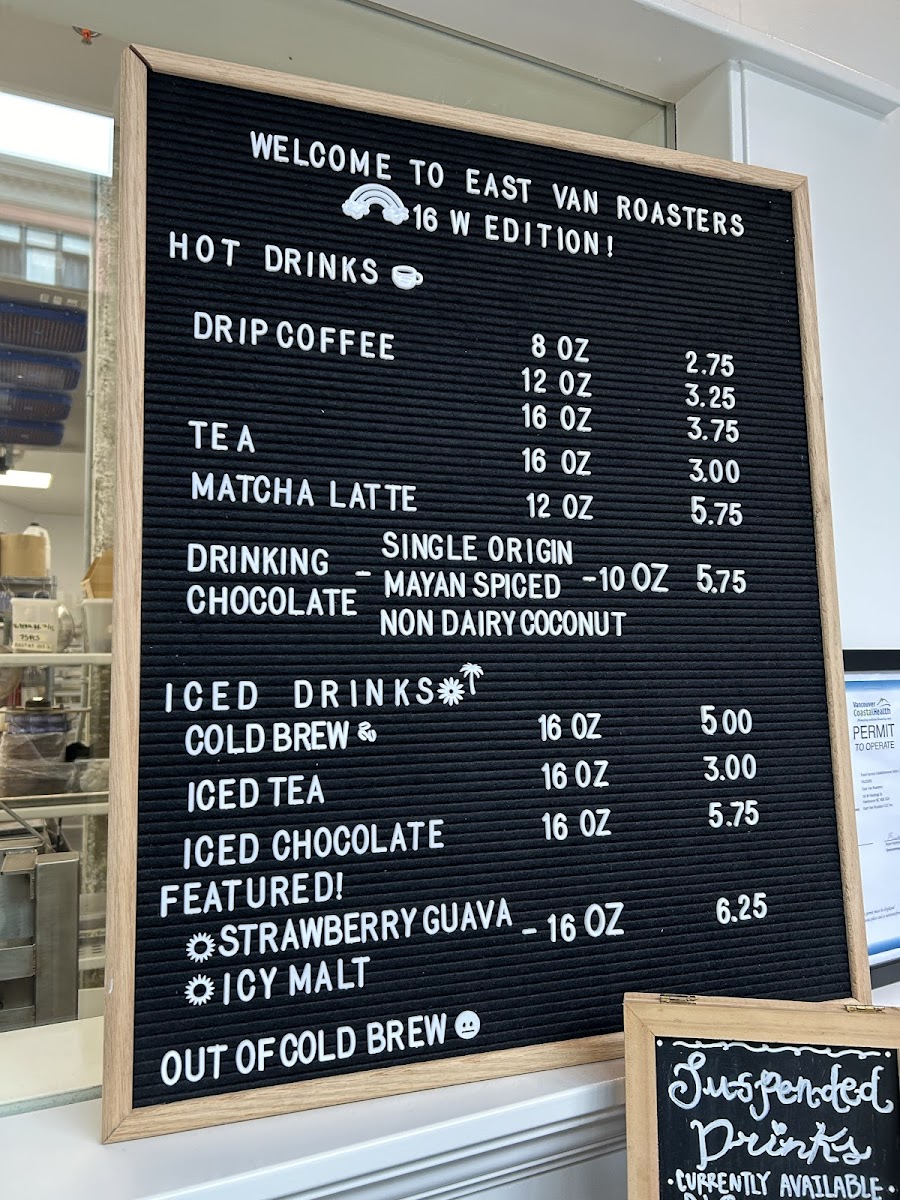 WELCOME TO EAST VAN ROASTERS
16 W EDITION!
HOT DRINKS
DRIP COFFEE 8 OZ 2.75
12 OZ 3.25
16 OZ 3.75
TEA 16 OZ 3.00
MATCHA LATTE 12 OZ 5.75
DRINKING CHOCOLATE - SINGLE ORIGIN
MAYAN SPICED - 10 OZ 5.75
NON DAIRY COCONUT
ICED DRINKS
COLD BREW 16 OZ 5 00
ICED TEA 16 OZ 3.00
ICED CHOCOLATE 16 OZ 5.75
FEATURED!
STRAWBERRY GUAVA - 16 OZ 6.25
ICY MALT
OUT OF COLD BREW
Vancouver
CoastalHealth
PERMIT
TO OPERATE
Suspended
Drinks
• CURRENTLY AVAILABLE •